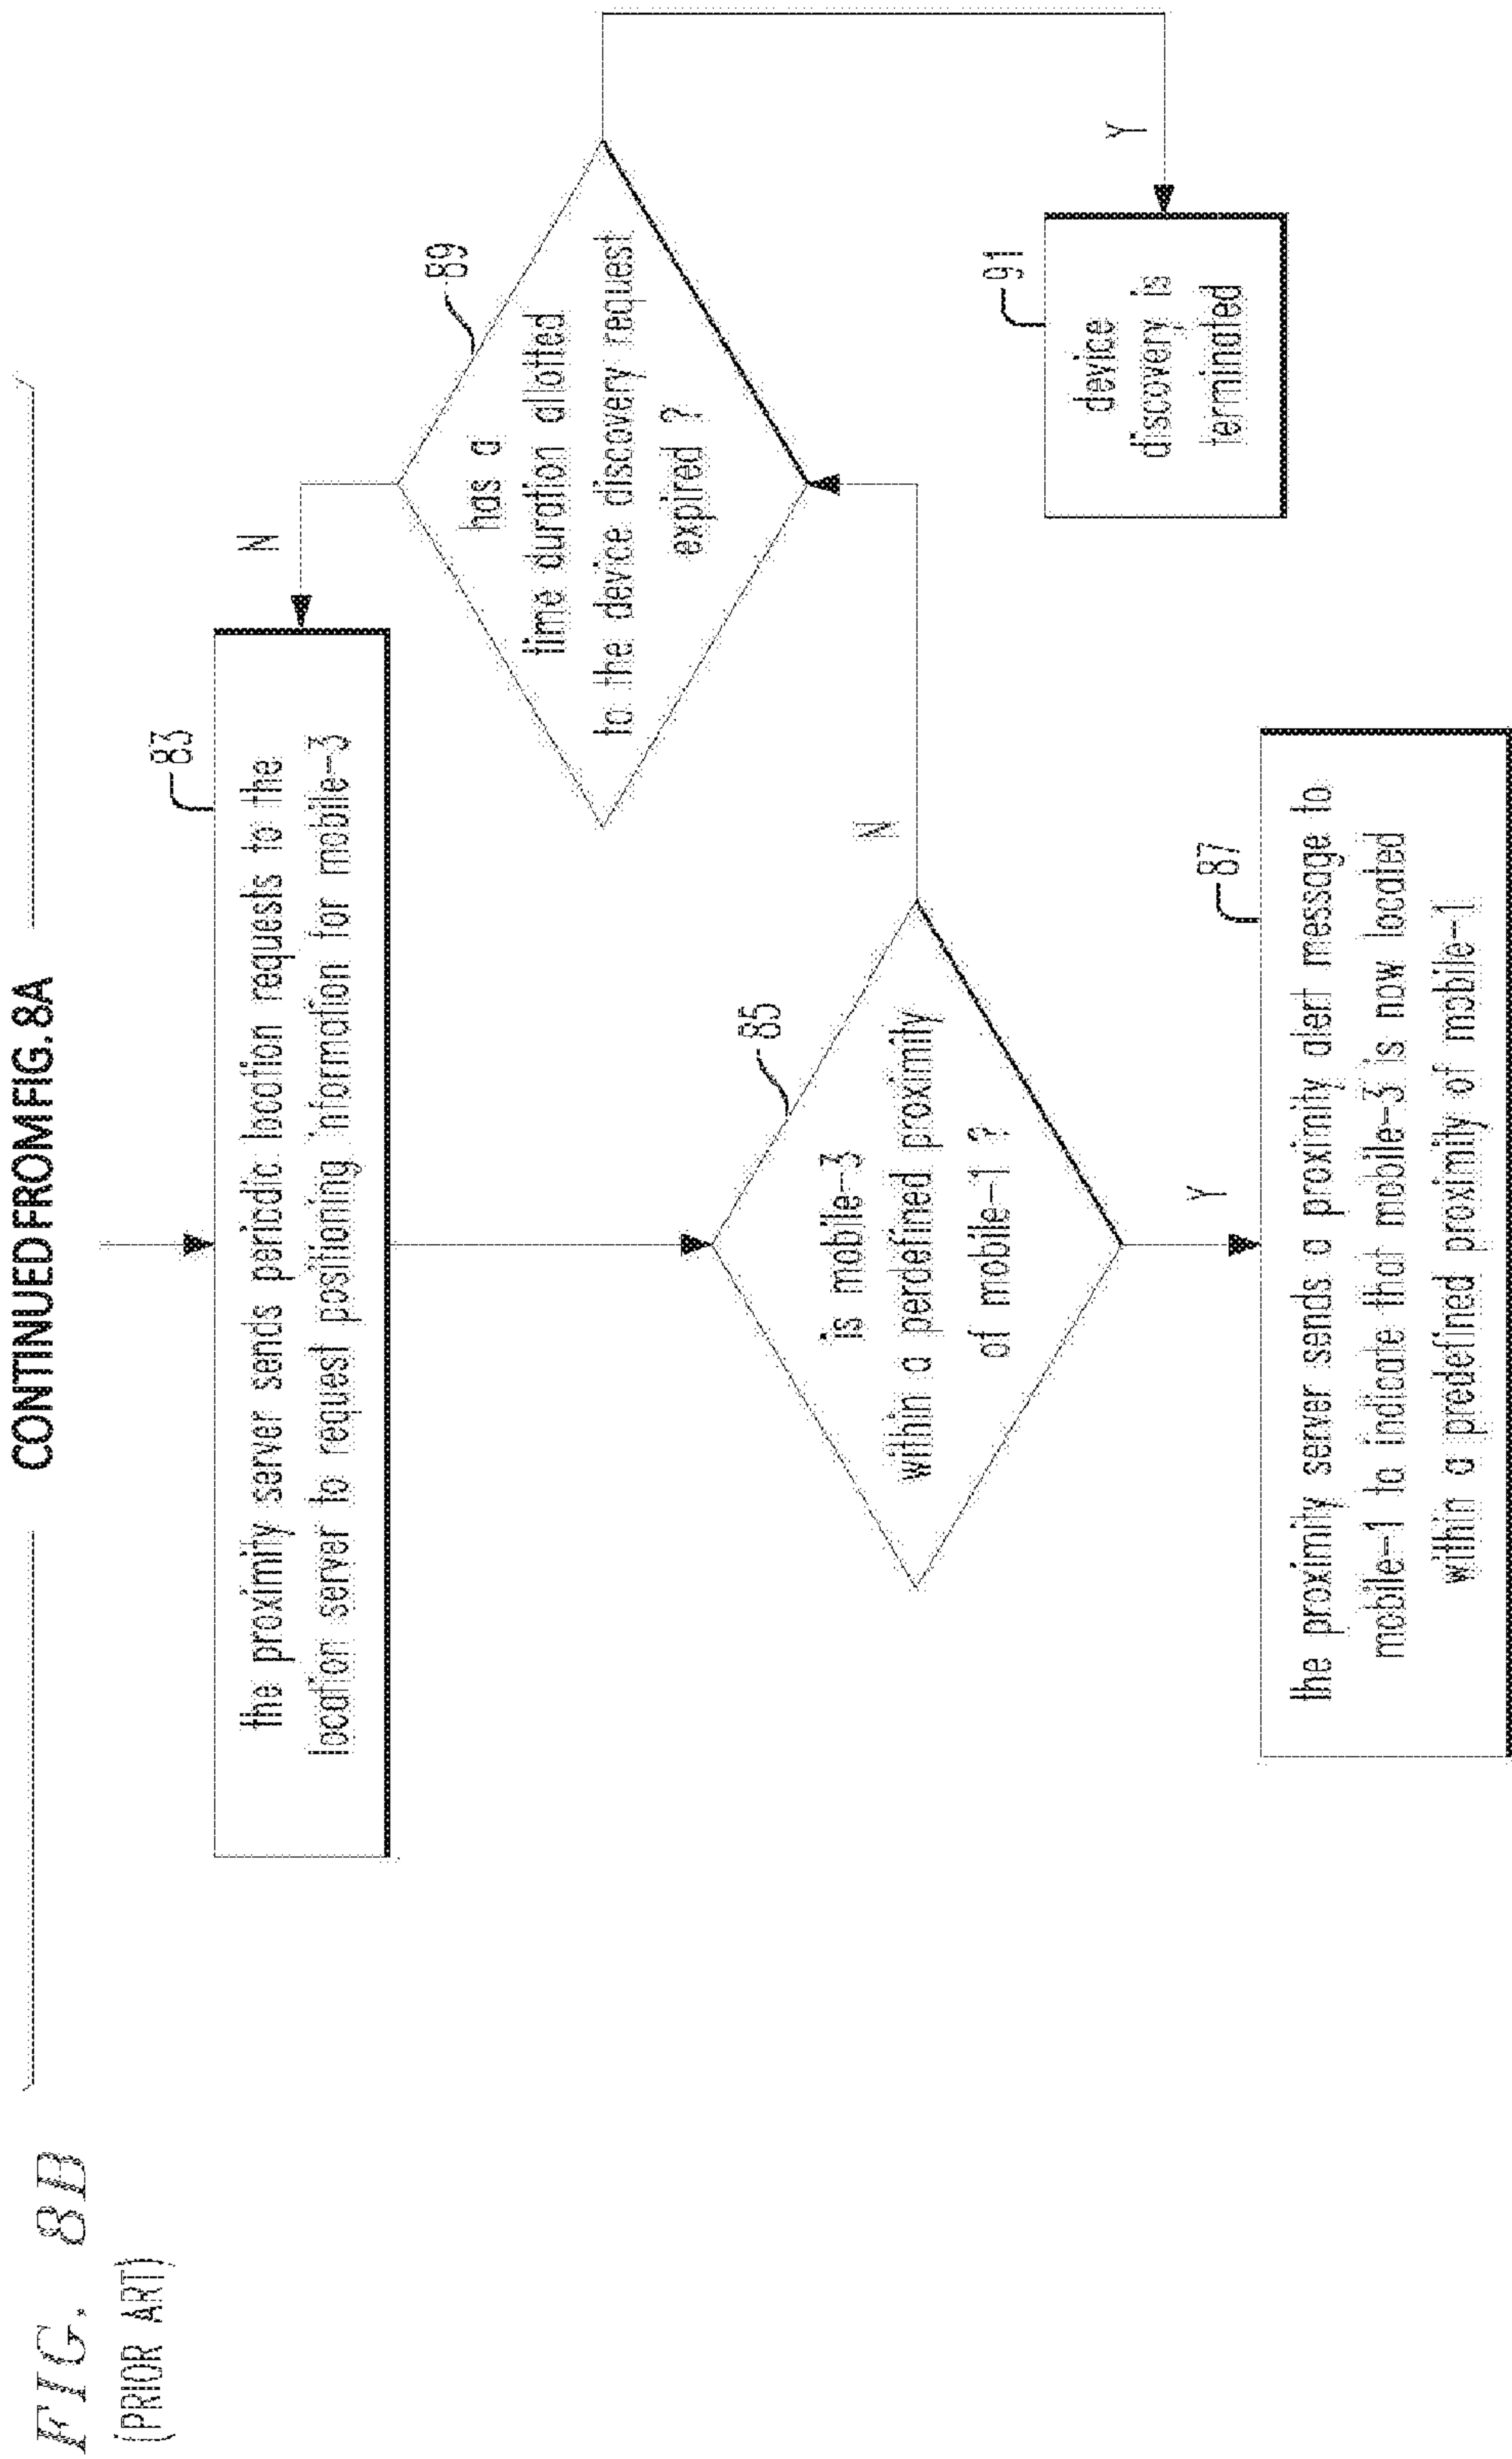 FIG. 8B
(PRIOR ART)
CONTINUED FROM FIG. 8A
83
the proximity server sends periodic location requests to the
location server to request positioning information for mobile-3
N
89
has a
time duration allotted
to the device discovery request
expired ?
85
is mobile-3
within a perdefined proximity
of mobile-1 ?
N
Y
Y
87
the proximity server sends a proximity alert message to
mobile-1 to indicate that mobile-3 is now located
within a predefined proximity of mobile-1
91
device
discovery is
terminated